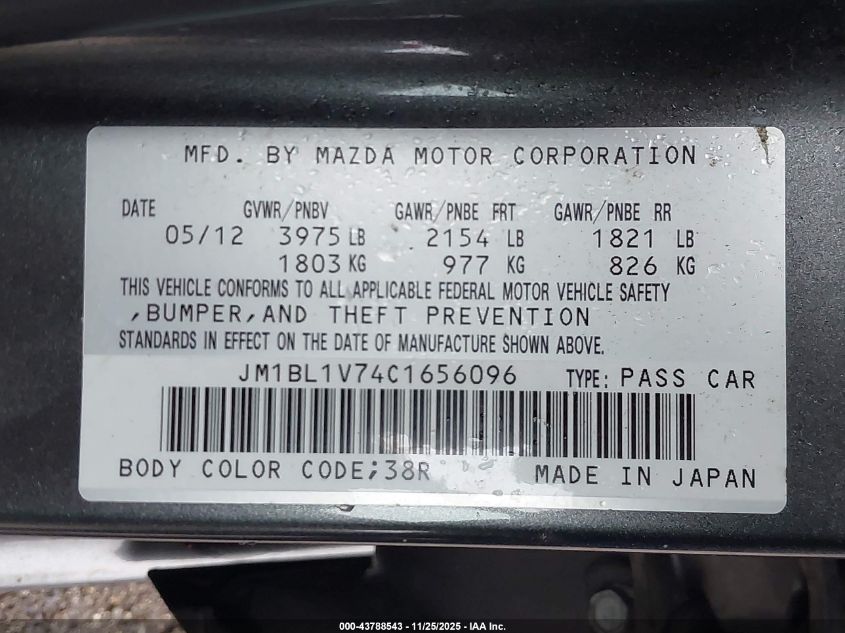 MFD. BY MAZDA MOTOR CORPORATION
DATE GVWR/PNBV GAWR/PNBE FRT GAWR/PNBE RR
05/12 3975 LB 2154 LB 1821 LB
1803 KG 977 KG 826 KG
THIS VEHICLE CONFORMS TO ALL APPLICABLE FEDERAL MOTOR VEHICLE SAFETY
,BUMPER,AND THEFT PREVENTION
STANDARDS IN EFFECT ON THE DATE OF MANUFACTURE SHOWN ABOVE.
JM1BL1V74C1656096 TYPE: PASS CAR
BODY COLOR CODE;38R MADE IN JAPAN
000-43788543 - 11/25/2025 - IAA Inc.